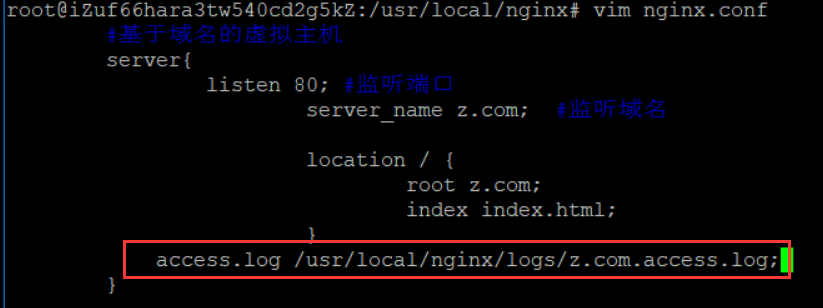 root@iZuf66hara3tw540cd2g5kZ:/usr/local/nginx# vim nginx.conf
#基于域名的虚拟主机
server{
listen 80; #监听端口
server_name z.com; #监听域名
location / {
root z.com;
index index.html;
}
access.log /usr/local/nginx/logs/z.com.access.log;
}